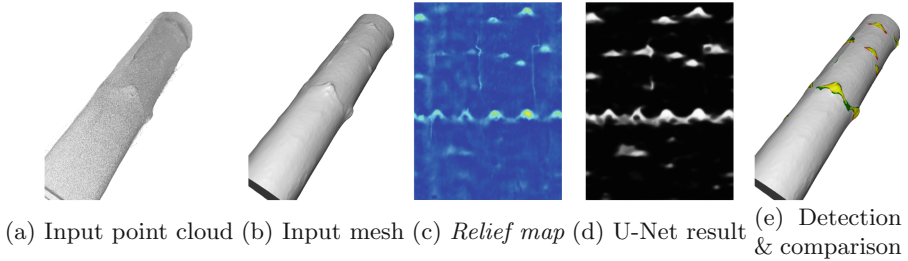 (a) Input point cloud (b) Input mesh (c) Relief map (d) U-Net result (e) Detection
& comparison